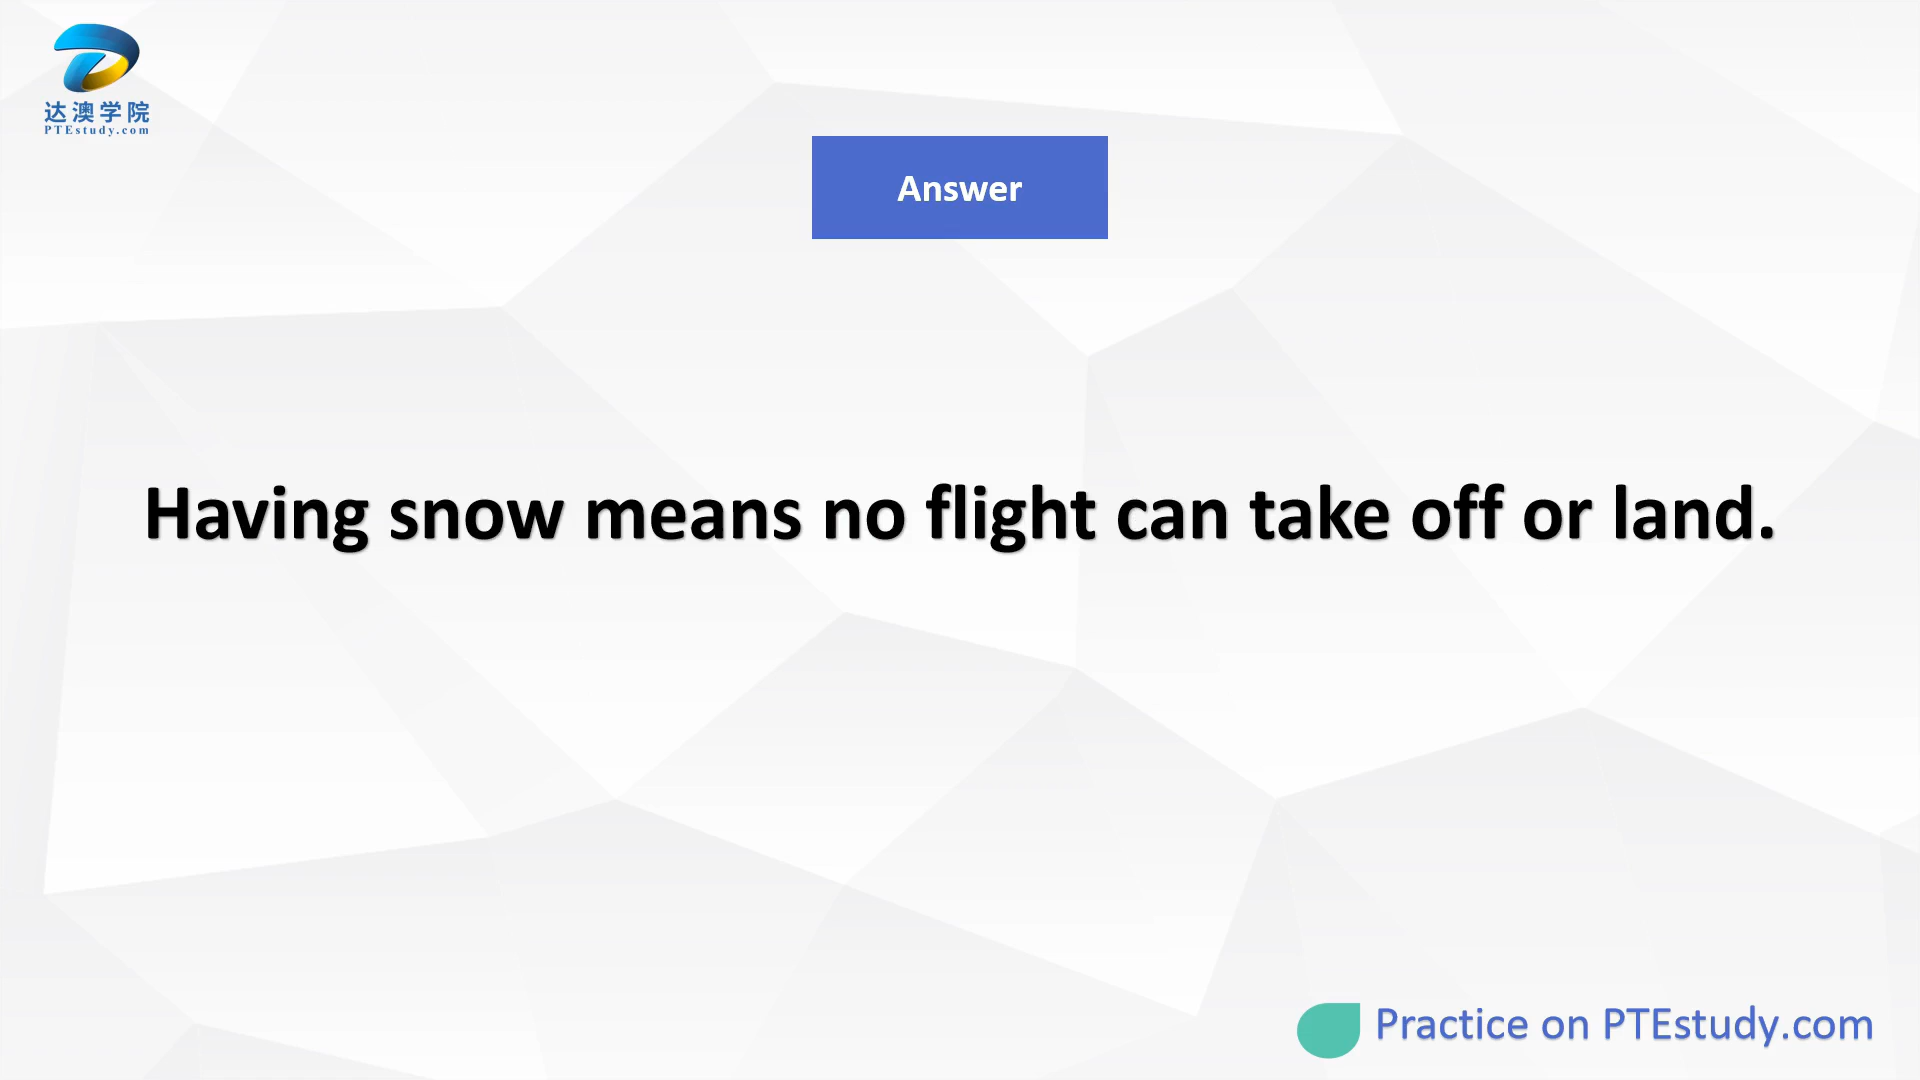 达澳学院
PTEstudy.com
Answer
Having snow means no flight can take off or land.
Practice on PTEstudy.com